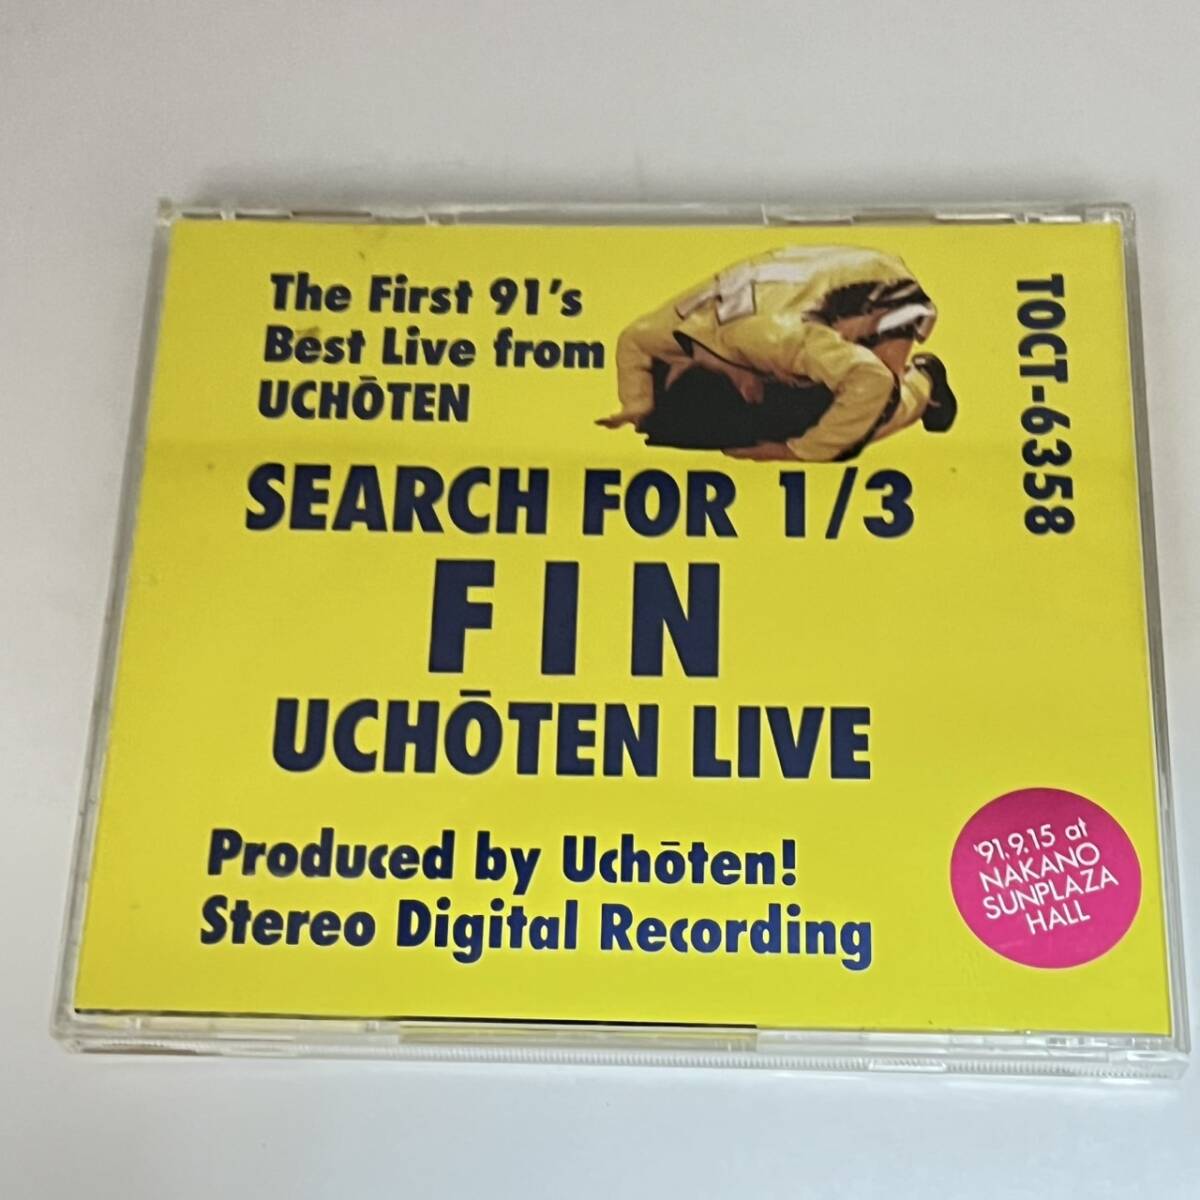 The First 91's
Best Live from
UCHŌTEN
TOCT-6358
SEARCH FOR 1/3
FIN
UCHŌTEN LIVE
Produced by Uchōten!
Stereo Digital Recording
'91.9.15 at
NAKANO
SUNPLAZA
HALL